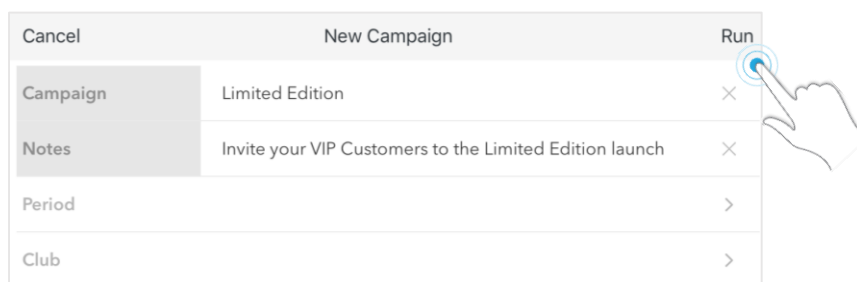 Cancel New Campaign Run
Campaign Limited Edition
Notes Invite your VIP Customers to the Limited Edition launch
Period
Club